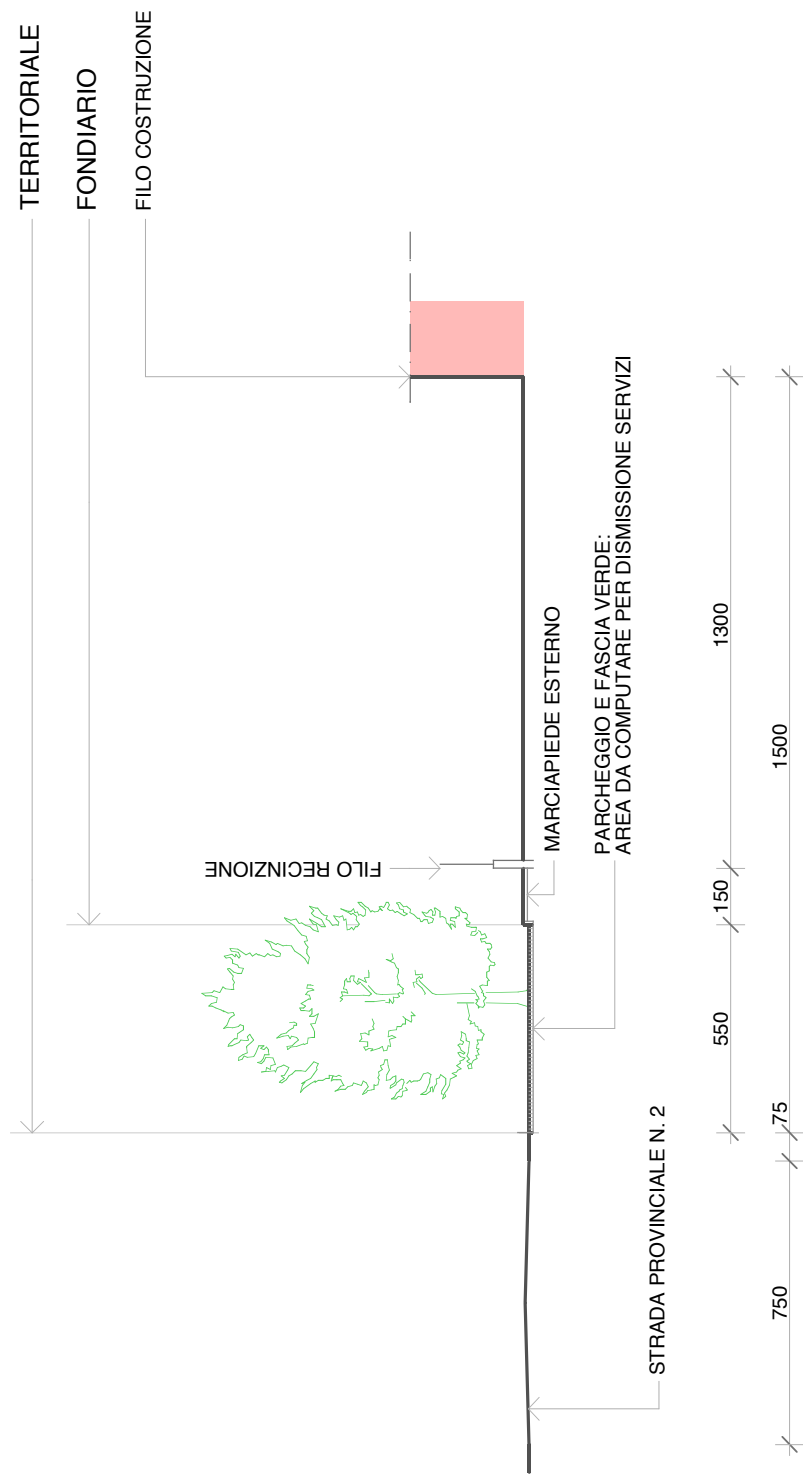 TERRITORIALE
FONDIARIO
FILO COSTRUZIONE
FILO RECINZIONE
MARCIAPIEDE ESTERNO
PARCHEGGIO E FASCIA VERDE:
AREA DA COMPUTARE PER DISMISSIONE SERVIZI
STRADA PROVINCIALE N. 2
550
150
1300
750
75
1500